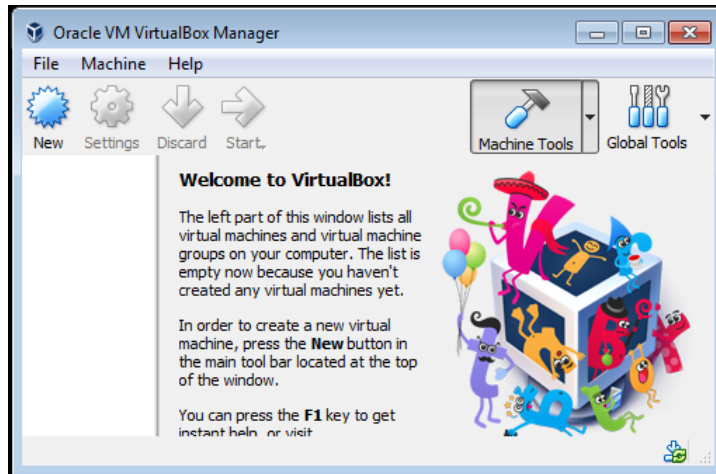 Oracle VM VirtualBox Manager
File Machine Help
New Settings Discard Start
Machine Tools Global Tools
Welcome to VirtualBox!
The left part of this window lists all
virtual machines and virtual machine
groups on your computer. The list is
empty now because you haven't
created any virtual machines yet.
In order to create a new virtual
machine, press the New button in
the main tool bar located at the top
of the window.
You can press the F1 key to get
instant help, or visit